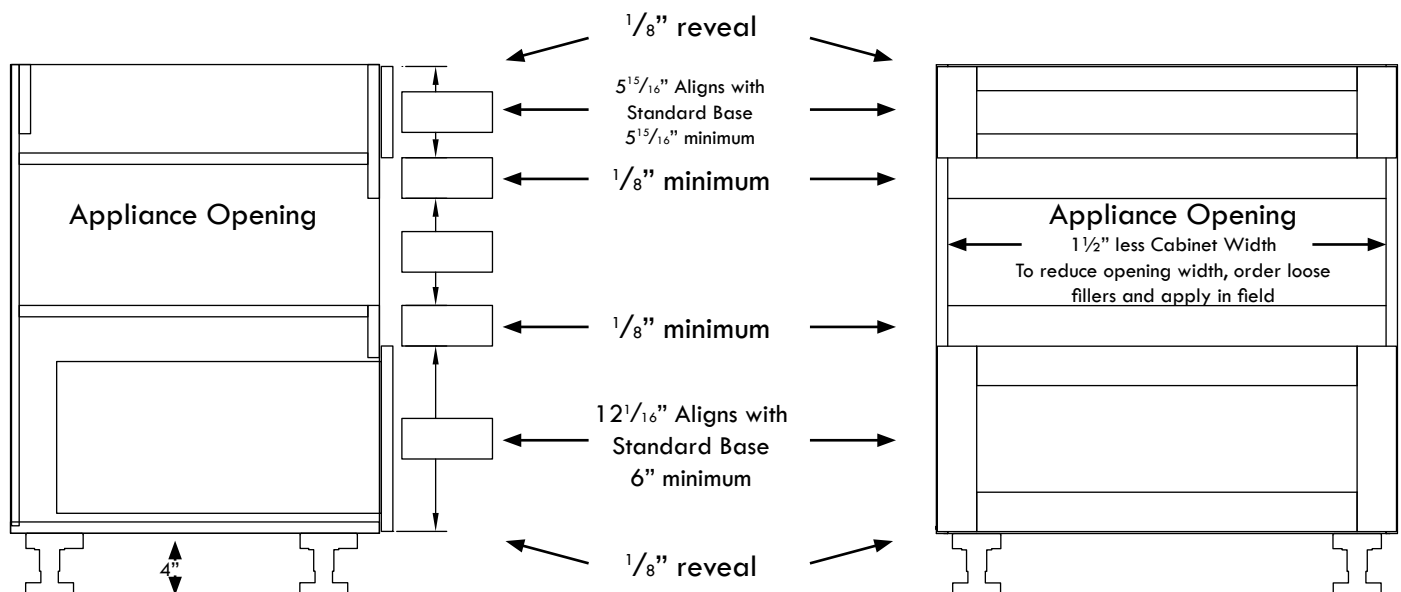 1/8” reveal
5 15/16” Aligns with
Standard Base
5 15/16” minimum
1/8” minimum
Appliance Opening
Appliance Opening
1½” less Cabinet Width
To reduce opening width, order loose
fillers and apply in field
1/8” minimum
12 1/16” Aligns with
Standard Base
6” minimum
4”
1/8” reveal